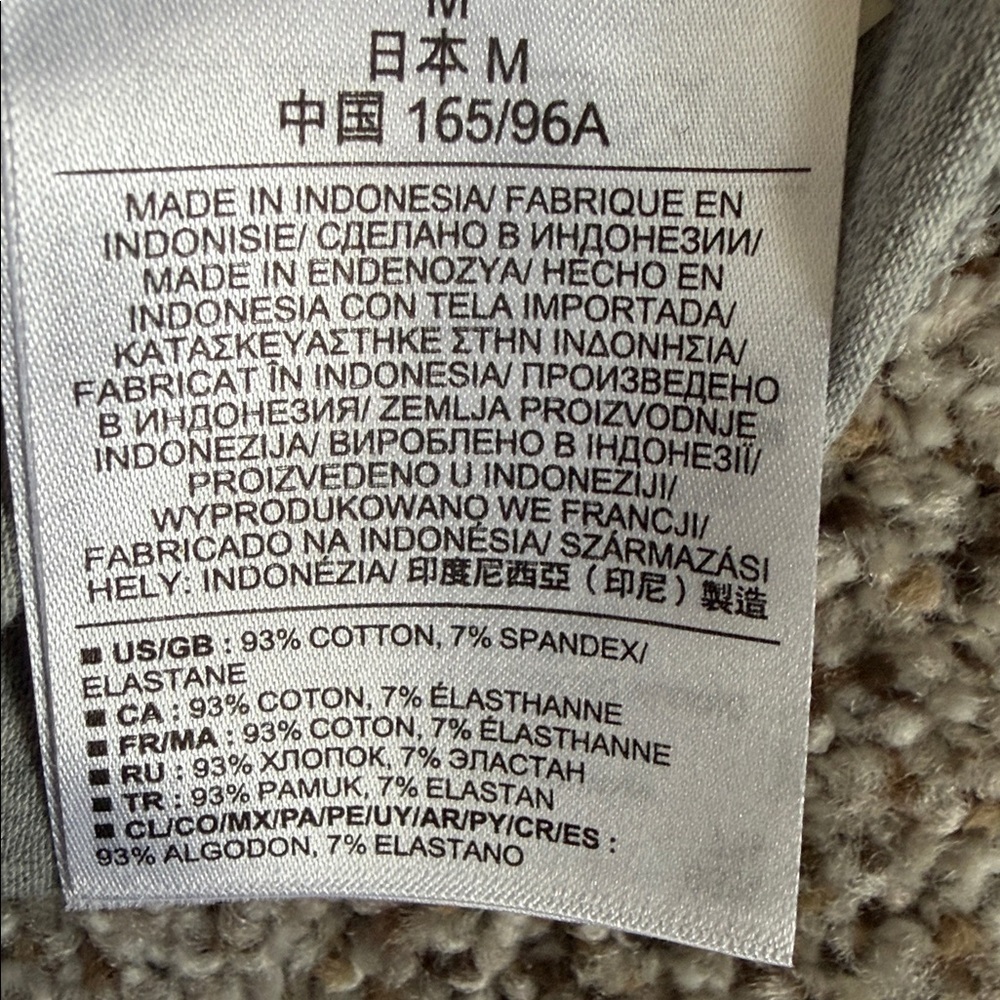 M
日本 M
中国 165/96A
MADE IN INDONESIA/ FABRIQUE EN
INDONISIE/ СДЕЛАНО В ИНДОНЕЗИИ/
MADE IN ENDENOZYA/ HECHO EN
INDONESIA CON TELA IMPORTADA/
ΚΑΤΑΣΚΕΥΑΣΤΗΚΕ ΣΤΗΝ ΙΝΔΟΝΗΣΙΑ/
FABRICAT ÎN INDONESIA/ ПРОИЗВЕДЕНО
В ИНДОНЕЗИЯ/ ZEMLJA PROIZVODNJE
INDONEZIJA/ ВИРОБЛЕНО В ІНДОНЕЗІЇ/
PROIZVEDENO U INDONEZIJI/
WYPRODUKOWANO WE FRANCJI/
FABRICADO NA INDONÉSIA/ SZÁRMAZÁSI
HELY: INDONÉZIA/ 印度尼西亞（印尼）製造
US/GB : 93% COTTON, 7% SPANDEX/
ELASTANE
CA : 93% COTON, 7% ÉLASTHANNE
FR/MA : 93% COTON, 7% ÉLASTHANNE
RU : 93% ХЛОПОК, 7% ЭЛАСТАН
TR : 93% PAMUK, 7% ELASTAN
CL/CO/MX/PA/PE/UY/AR/PY/CR/ES :
93% ALGODON, 7% ELASTANO